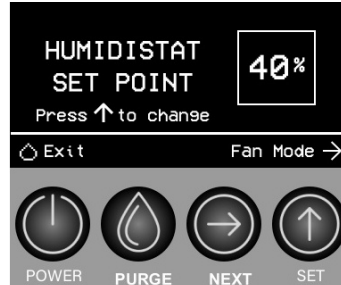 HUMIDISTAT
SET POINT
40%
Press ↑ to change
Exit
Fan Mode →
POWER
PURGE
NEXT
SET